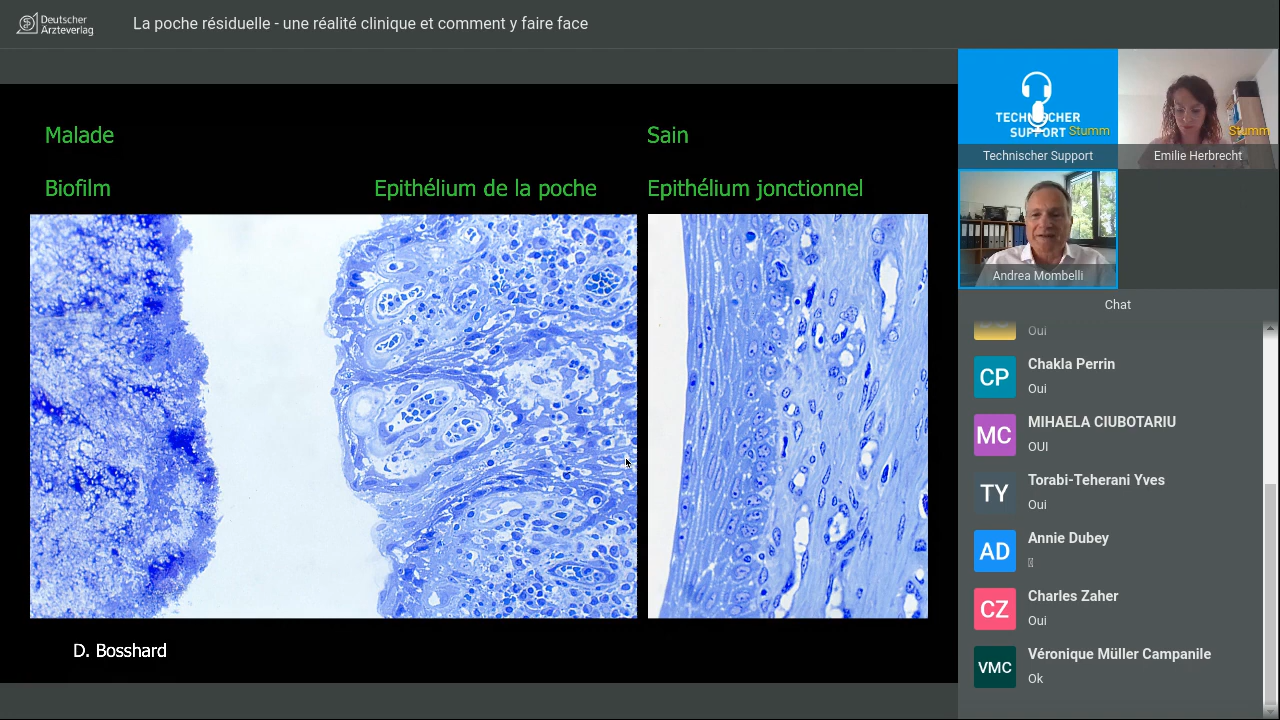 Deutscher
Ärzteverlag
La poche résiduelle - une réalité clinique et comment y faire face
Malade
Sain
Biofilm
Epithélium de la poche
Epithélium jonctionnel
D. Bosshard
TECHNISCHER
SUPPORT
Stumm
Technischer Support
Stumm
Emilie Herbrecht
Andrea Mombelli
Chat
Oui
CP
Chakla Perrin
Oui
MC
MIHAELA CIUBOTARIU
OUI
TY
Torabi-Teherani Yves
Oui
AD
Annie Dubey
CZ
Charles Zaher
Oui
VMC
Véronique Müller Campanile
Ok